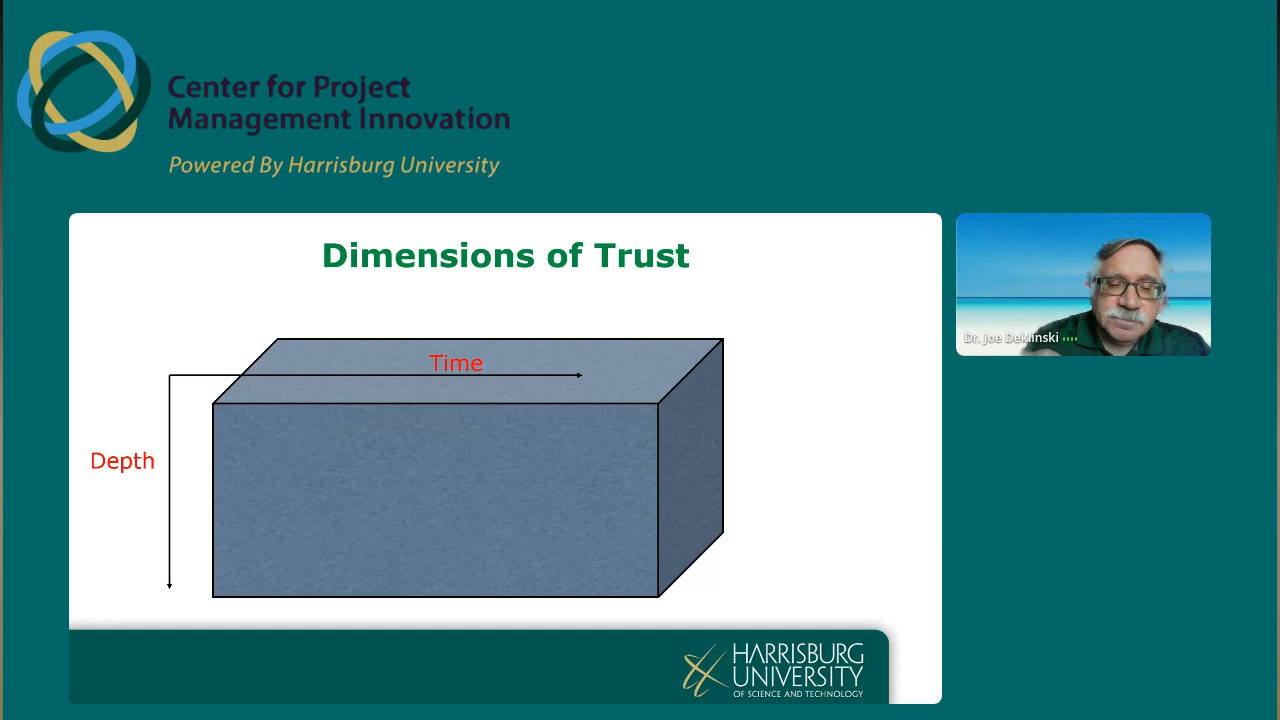 Center for Project
Management Innovation
Powered By Harrisburg University
Dimensions of Trust
Time
Depth
Dr. Joe Deklinski
HARRISBURG
UNIVERSITY
OF SCIENCE AND TECHNOLOGY